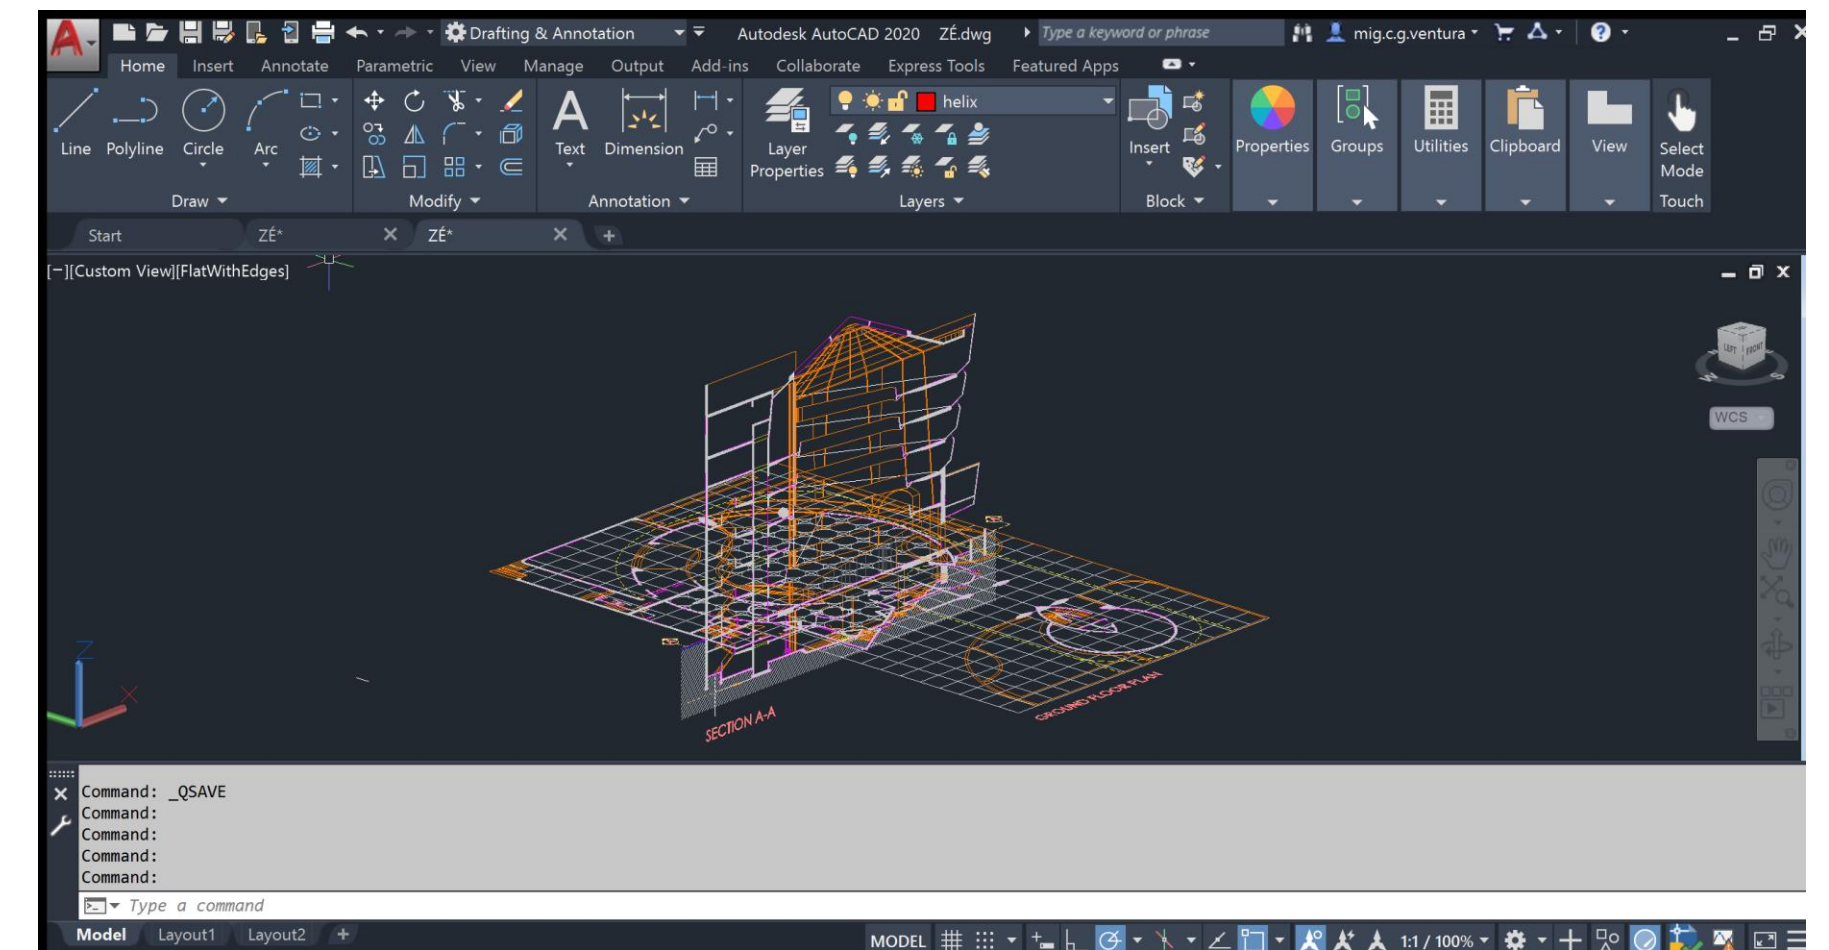 Drafting & Annotation Autodesk AutoCAD 2020 ZÉ.dwg Type a keyword or phrase mig.c.g.ventura
Home Insert Annotate Parametric View Manage Output Add-ins Collaborate Express Tools Featured Apps
helix
Line Polyline Circle Arc Text Dimension Layer Properties Insert Properties Groups Utilities Clipboard View Select Mode
Draw Modify Annotation Layers Block Touch
Start ZÉ* ZÉ*
[−][Custom View][FlatWithEdges]
LEFT FRONT
W S
WCS
Z
X
SECTION A-A
GROUND FLOOR PLAN
Command: _QSAVE
Command:
Command:
Command:
Command:
Type a command
Model Layout1 Layout2 + MODEL 1:1 / 100%